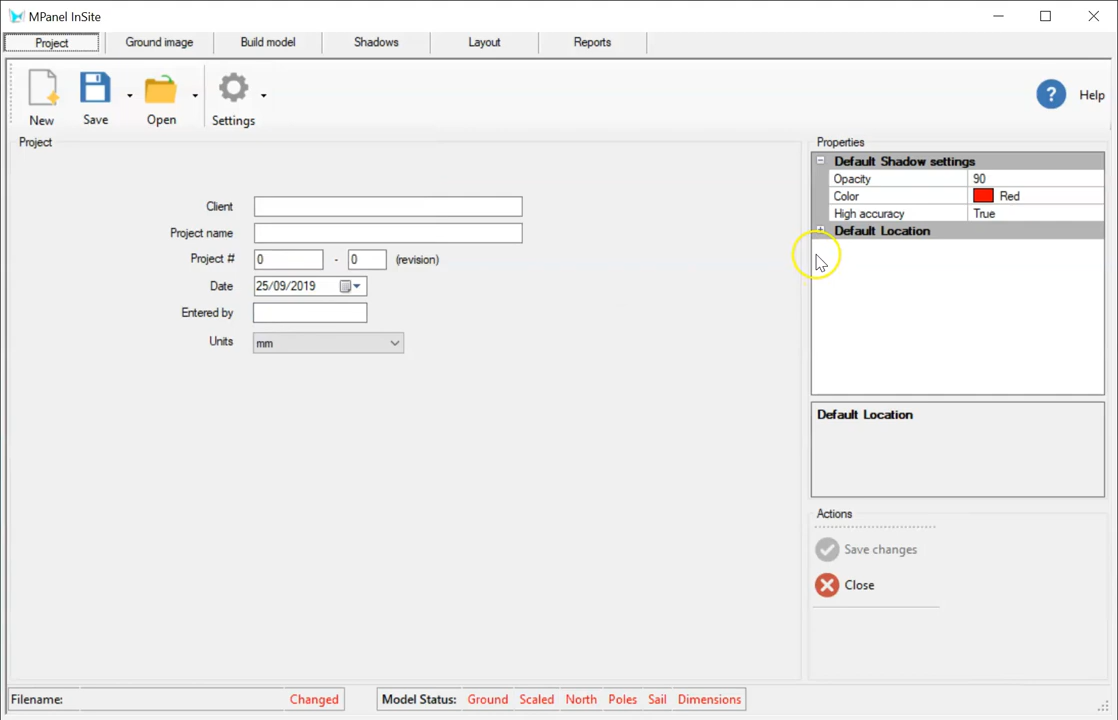 MPanel InSite
Project Ground image Build model Shadows Layout Reports
New Save Open Settings ? Help
Project
Client
Project name
Project # 0 - 0 (revision)
Date 25/09/2019
Entered by
Units mm
Properties
Default Shadow settings
Opacity 90
Color Red
High accuracy True
Default Location
Default Location
Actions
Save changes
Close
Filename: Changed Model Status: Ground Scaled North Poles Sail Dimensions